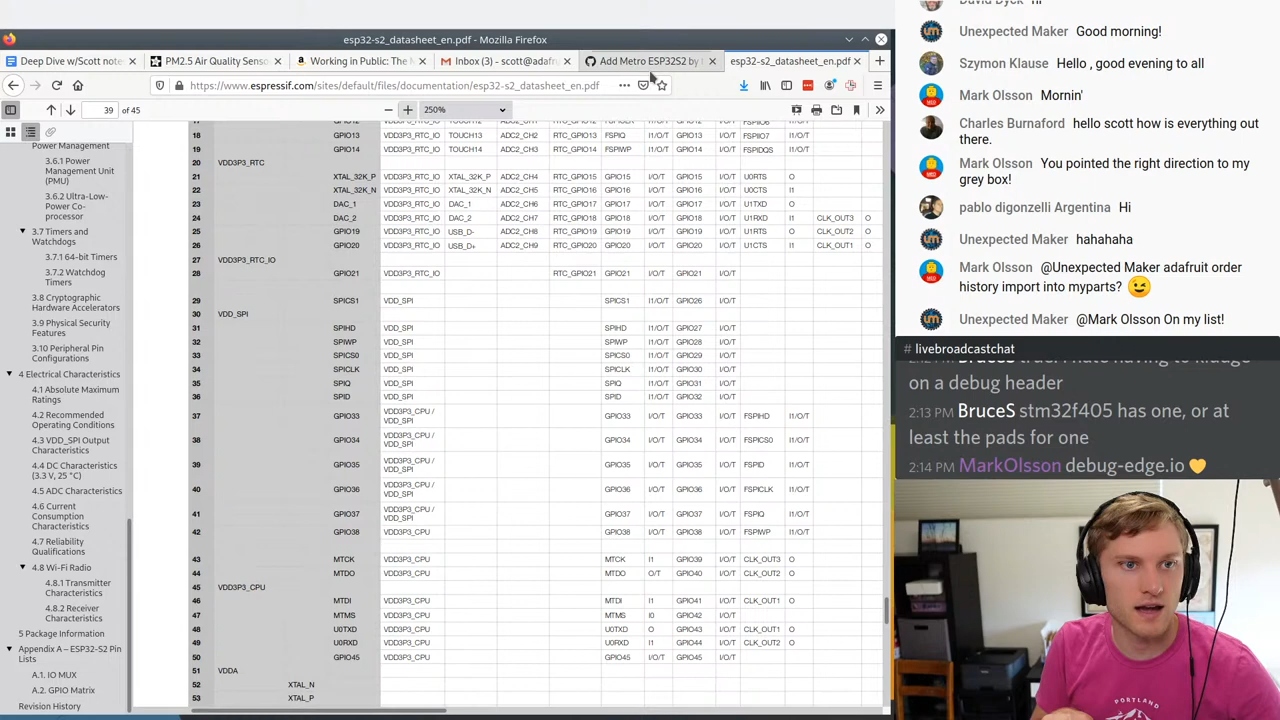 esp32-s2_datasheet_en.pdf - Mozilla Firefox
Deep Dive w/Scott note
PM2.5 Air Quality Senso
Working in Public: The M
Inbox (3) - scott@adafru
Add Metro ESP32S2 by
esp32-s2_datasheet_en.pdf
https://www.espressif.com/sites/default/files/documentation/esp32-s2_datasheet_en.pdf
39 of 45
250%
Power
Management
3.6.1 Power
Management Unit
(PMU)
3.6.2 Ultra-Low-
Power Co-
processor
3.7 Timers and
Watchdogs
3.7.1 64-bit Timers
3.7.2 Watchdog
Timers
3.8 Cryptographic
Hardware Accelerators
3.9 Physical Security
Features
3.10 Peripheral Pin
Configurations
4 Electrical Characteristics
4.1 Absolute Maximum
Ratings
4.2 Recommended
Operating Conditions
4.3 VDD_SPI Output
Characteristics
4.4 DC Characteristics
(3.3 V, 25 °C)
4.5 ADC Characteristics
4.6 Current
Consumption
Characteristics
4.7 Reliability
Qualifications
4.8 Wi-Fi Radio
4.8.1 Transmitter
Characteristics
4.8.2 Receiver
Characteristics
5 Package Information
Appendix A – ESP32-S2 Pin
Lists
A.1. IO MUX
A.2. GPIO Matrix
Revision History
18 GPIO13 VDD3P3_RTC_IO TOUCH13 ADC2_CH2 RTC_GPIO13 FSPIQ I1/O/T GPIO13 I/O/T FSPIIO7 I1/O/T
19 GPIO14 VDD3P3_RTC_IO TOUCH14 ADC2_CH3 RTC_GPIO14 FSPIWP I1/O/T GPIO14 I/O/T FSPIDQS O/T
20 VDD3P3_RTC
21 XTAL_32K_P VDD3P3_RTC_IO XTAL_32K_P ADC2_CH4 RTC_GPIO15 GPIO15 I/O/T GPIO15 I/O/T U0RTS O
22 XTAL_32K_N VDD3P3_RTC_IO XTAL_32K_N ADC2_CH5 RTC_GPIO16 GPIO16 I/O/T GPIO16 I/O/T U0CTS I1
23 DAC_1 VDD3P3_RTC_IO DAC_1 ADC2_CH6 RTC_GPIO17 GPIO17 I/O/T GPIO17 I/O/T U1TXD O
24 DAC_2 VDD3P3_RTC_IO DAC_2 ADC2_CH7 RTC_GPIO18 GPIO18 I/O/T GPIO18 I/O/T U1RXD I1 CLK_OUT3 O
25 GPIO19 VDD3P3_RTC_IO USB_D- ADC2_CH8 RTC_GPIO19 GPIO19 I/O/T GPIO19 I/O/T U1RTS O CLK_OUT2 O
26 GPIO20 VDD3P3_RTC_IO USB_D+ ADC2_CH9 RTC_GPIO20 GPIO20 I/O/T GPIO20 I/O/T U1CTS I1 CLK_OUT1 O
27 VDD3P3_RTC_IO
28 GPIO21 VDD3P3_RTC_IO RTC_GPIO21 GPIO21 I/O/T GPIO21 I/O/T
29 SPICS1 VDD_SPI SPICS1 I1/O/T GPIO26 I/O/T
30 VDD_SPI
31 SPIHD VDD_SPI SPIHD I1/O/T GPIO27 I/O/T
32 SPIWP VDD_SPI SPIWP I1/O/T GPIO28 I/O/T
33 SPICS0 VDD_SPI SPICS0 I1/O/T GPIO29 I/O/T
34 SPICLK VDD_SPI SPICLK I1/O/T GPIO30 I/O/T
35 SPIQ VDD_SPI SPIQ I1/O/T GPIO31 I/O/T
36 SPID VDD_SPI SPID I1/O/T GPIO32 I/O/T
37 GPIO33 VDD3P3_CPU / VDD_SPI GPIO33 I/O/T GPIO33 I/O/T FSPIHD I1/O/T
38 GPIO34 VDD3P3_CPU / VDD_SPI GPIO34 I/O/T GPIO34 I/O/T FSPICS0 I1/O/T
39 GPIO35 VDD3P3_CPU / VDD_SPI GPIO35 I/O/T GPIO35 I/O/T FSPID I1/O/T
40 GPIO36 VDD3P3_CPU / VDD_SPI GPIO36 I/O/T GPIO36 I/O/T FSPICLK I1/O/T
41 GPIO37 VDD3P3_CPU / VDD_SPI GPIO37 I/O/T GPIO37 I/O/T FSPIQ I1/O/T
42 GPIO38 VDD3P3_CPU GPIO38 I/O/T GPIO38 I/O/T FSPIWP I1/O/T
43 MTCK VDD3P3_CPU MTCK I1 GPIO39 I/O/T CLK_OUT3 O
44 MTDO VDD3P3_CPU MTDO O/T GPIO40 I/O/T CLK_OUT2 O
45 VDD3P3_CPU
46 MTDI VDD3P3_CPU MTDI I1 GPIO41 I/O/T CLK_OUT1 O
47 MTMS VDD3P3_CPU MTMS I0 GPIO42 I/O/T
48 U0TXD VDD3P3_CPU U0TXD O GPIO43 I/O/T CLK_OUT1 O
49 U0RXD VDD3P3_CPU U0RXD I1 GPIO44 I/O/T CLK_OUT2 O
50 GPIO45 VDD3P3_CPU GPIO45 I/O/T GPIO45 I/O/T
51 VDDA
52 XTAL_N
53 XTAL_P
Unexpected Maker Good morning!
Szymon Klause Hello , good evening to all
Mark Olsson Mornin'
Charles Burnaford hello scott how is everything out
there.
Mark Olsson You pointed the right direction to my
grey box!
pablo digonzelli Argentina Hi
Unexpected Maker hahahaha
Mark Olsson @Unexpected Maker adafruit order
history import into myparts? 😉
Unexpected Maker @Mark Olsson On my list!
# livebroadcastchat
on a debug header
2:13 PM BruceS stm32f405 has one, or at
least the pads for one
2:14 PM MarkOlsson debug-edge.io 💛
PORTLAND